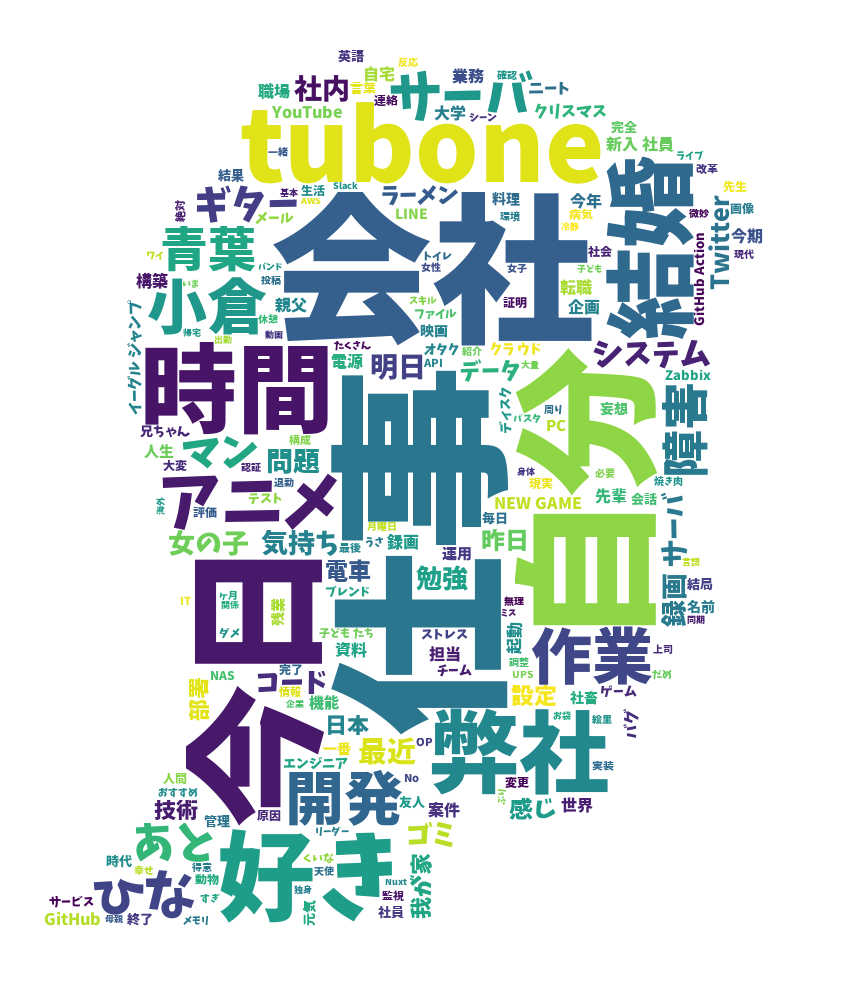 英語
反応
自宅
業務
確認
職場
社内
言葉
連絡
サーバ
ニート
YouTube
大学
シーン
クリスマス
tubone
完全
一緒
新入 社員
ライブ
結果
改革
結婚
ギター
基本
生活
Slack
AWS
ラーメン
料理
今年
先生
絶対
メール
LINE
環境
病気
微妙
画像
冷静
Twitter
青葉
会社
今期
ワイ
バンド
トイレ
女性
女子
社会
子ども
現代
GitHub Action
構築
いま
投稿
転職
小倉
休憩
親父
スキル
ファイル
証明
企画
イーグル ジャンプ
帰宅
出勤
動画
映画
時間
たくさん
オタク
紹介
クラウド
システム
電源
明日
API
データ
大量
Zabbix
仕事
自分
障害
ディスク
パスタ
周り
妄想
PC
兄ちゃん
人生
マン
構成
大変
認証
問題
身体
必要
焼き肉
アニメ
退勤
現実
テスト
NEW GAME
先輩
会話
海外
評価
毎日
サーバ
月曜日
女の子
気持ち
最後
うさ
録画
運用
昨日
言語
今日
電車
勉強
録画
結局
IT
ケ月
関係
残業
ブレンド
無理
ミス
名前
同期
ダメ
子ども たち
ストレス
起動
作業
資料
担当
調整
上司
チーム
UPS
だめ
NAS
完了
コード
部署
情報
企業
機能
設定
社畜
ゲーム
日本
弊社
お袋
絵里
バグ
一番
最近
OP
エンジニア
実装
人間
開発
No
変更
おすすめ
友人
ぶり
技術
管理
原因
案件
感じ
世界
あと
リーダー
ゴミ
時代
好き
くいな
幸せ
得意
動物
天使
我が家
ひな
独身
Nuxt
サービス
すぎ
元気
監視
GitHub
母親
終了
メモリ
社員